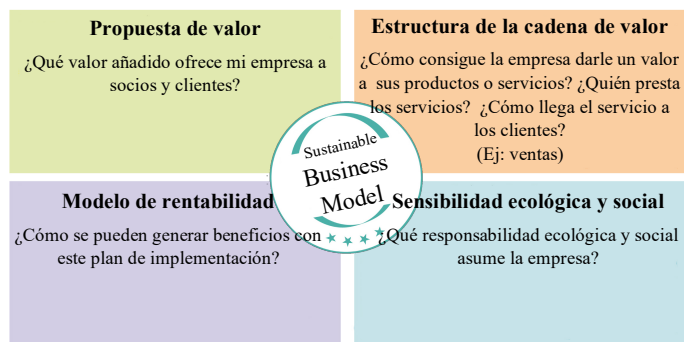 Propuesta de valor
¿Qué valor añadido ofrece mi empresa a
socios y clientes?
Estructura de la cadena de valor
¿Cómo consigue la empresa darle un valor
a sus productos o servicios? ¿Quién presta
los servicios? ¿Cómo llega el servicio a
los clientes?
(Ej: ventas)
Sustainable
Business
Model
Modelo de rentabilidad
¿Cómo se pueden generar beneficios con
este plan de implementación?
Sensibilidad ecológica y social
¿Qué responsabilidad ecológica y social
asume la empresa?